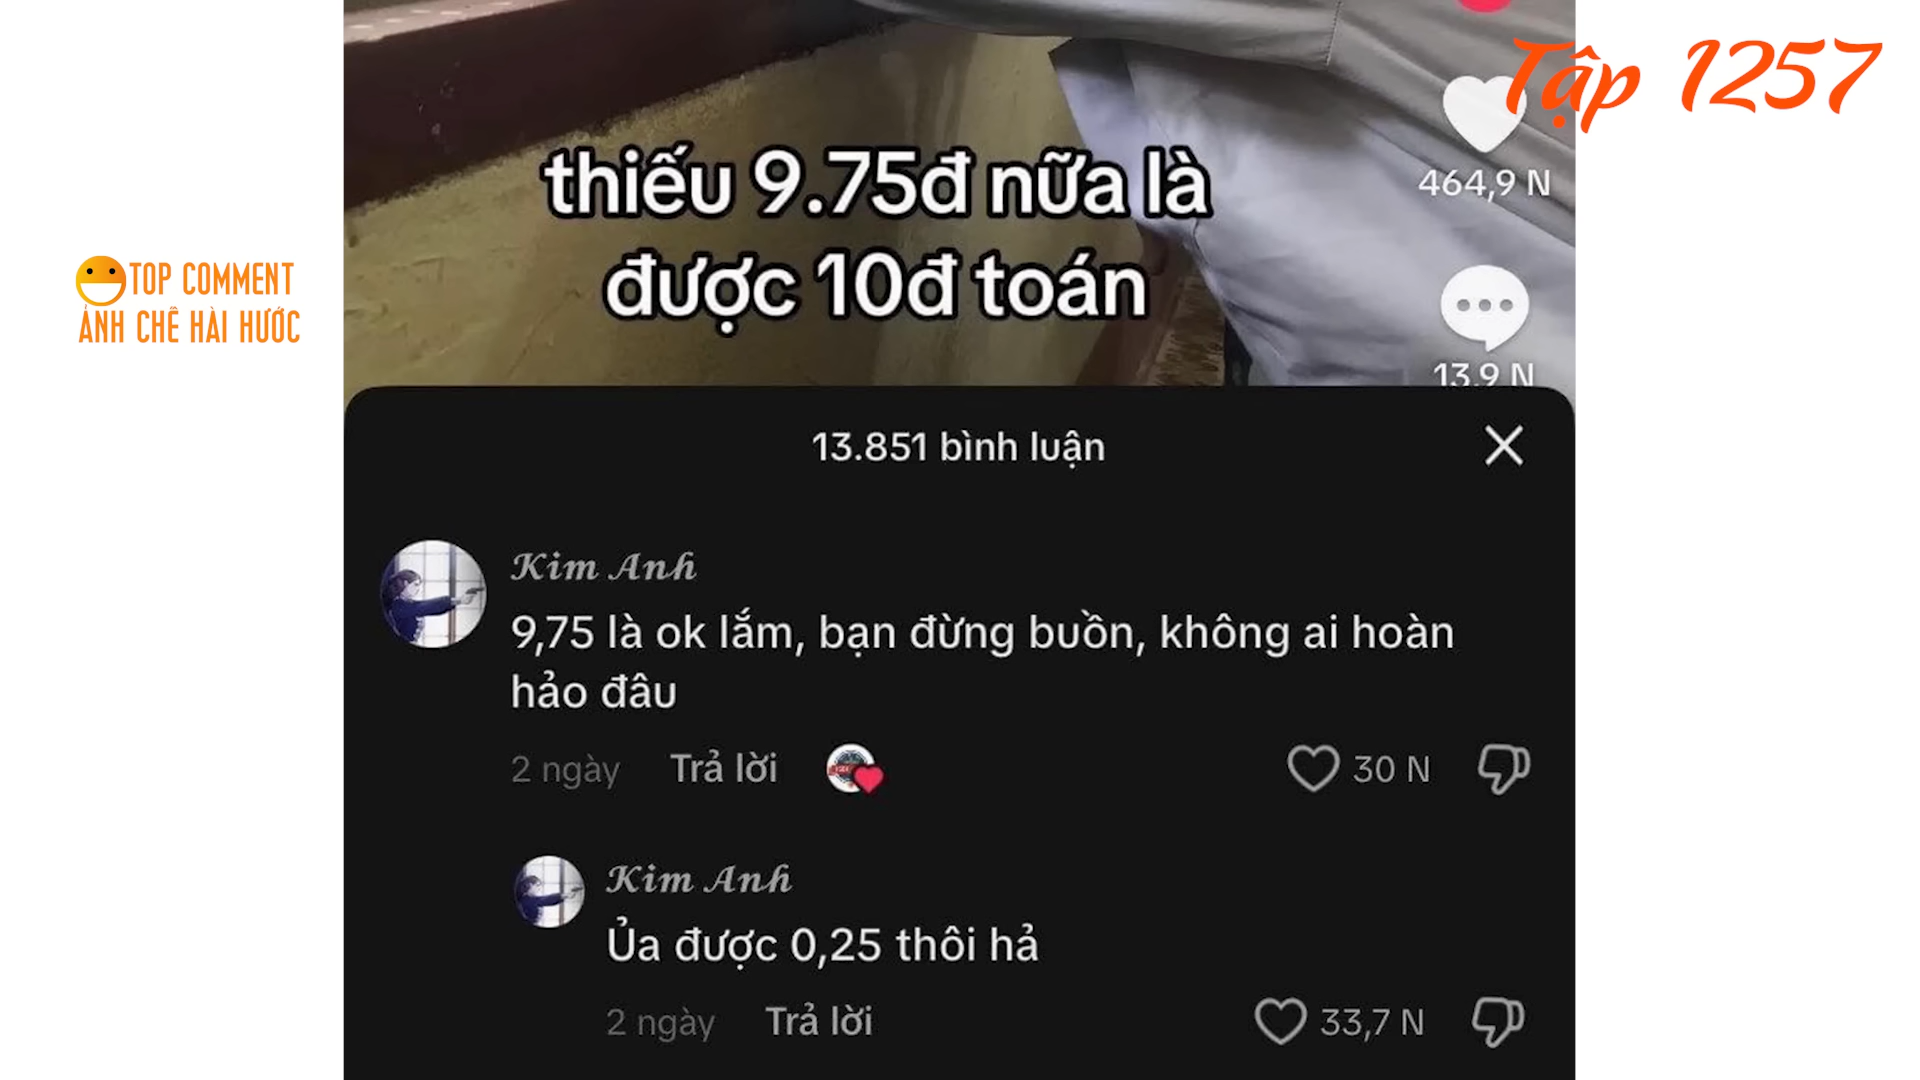 Tập 1257
464,9 N
thiếu 9.75đ nữa là
được 10đ toán
TOP COMMENT
ẢNH CHẾ HÀI HƯỚC
13,9 N
13.851 bình luận
Kim Anh
9,75 là ok lắm, bạn đừng buồn, không ai hoàn
hảo đâu
2 ngày Trả lời 30 N
Kim Anh
Ủa được 0,25 thôi hả
2 ngày Trả lời 33,7 N